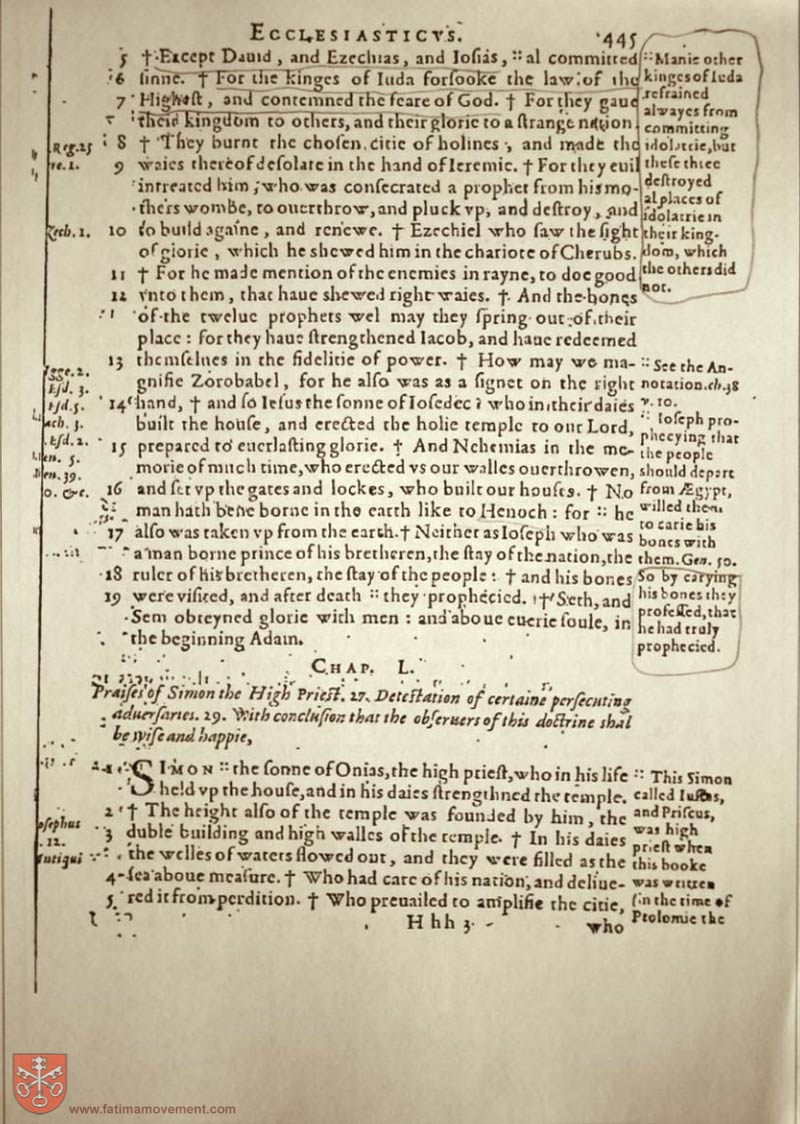 ECCLESIASTICVS.
445
5 † Except Dauid, and Ezechias, and Iosias, :: al committed
6 sinne. † For the kinges of Iuda forsooke the law of the
7 Highest, and contemned the feare of God. † For they gaue
their kingdom to others, and their glorie to a strange nation.
8 † They burnt the chosen citie of holines, and made the
9 waies thereof desolate in the hand of Ieremie. † For they euil
intreated him, who was consecrated a prophet from his mo-
thers wombe, to ouerthrow, and pluck vp, and destroy, and
10 to build againe, and renewe. † Ezechiel who saw the sight
of glorie, which he shewed him in the chariote of Cherubs.
11 † For he made mention of the enemies in rayne, to doe good
12 vnto them, that haue shewed right waies. † And the bones
of the twelue prophets wel may they spring out of their
place: for they haue strengthened Iacob, and haue redeemed
13 themselues in the fidelitie of power. † How may we ma-
gnifie Zorobabel, for he also was as a signet on the right
14 hand, † and so Iesus the sonne of Iosedec? who in their daies
built the house, and erected the holie temple to our Lord,
15 prepared to euerlasting glorie. † And Nehemias in the me-
morie of much time, who erected vs our walles ouerthrowen,
16 and set vp the gates and lockes, who built our houses. † No
man hath bene borne in the earth like to Henoch: for :: he
17 also was taken vp from the earth. † Neither as Ioseph who was
a man borne prince of his bretheren, the stay of the nation, the
18 ruler of his bretheren, the stay of the people: † and his bones
19 were visited, and after death :: they prophecied. † Seth, and
Sem obteyned glorie with men: and aboue euerie soule, in
the beginning Adam.
:: Manie other
kinges of Iuda
refrained
alwayes from
committing
idolatrie, but
these three
destroyed
al places of
idolatrie in
their king-
dom, which
the others did
not.
:: See the An-
notation. ch. 38
v. 10.
:: Ioseph pro-
phecying that
the people
should depart
from Ægypt,
willed them
to carie his
bones with
them. Gen. 50.
So by carying
his bones they
professed, that
he had truly
prophecied.
Reg. 25
re. 1.
Zech. 1.
gge. 2.
Esd. 3.
Esd. 5.
ach. 3.
Esd. 2.
en. 5.
en. 39.
0. &c.
CHAP. L.
Praises of Simon the High Priest. 27. Detestation of certaine persecuting
aduersaries. 29. With conclusion that the obseruers of this doctrine shal
be wise and happie,
SIMON :: the sonne of Onias, the high priest, who in his life
held vp the house, and in his daies strengthned the temple.
2 † The height also of the temple was founded by him, the
3 duble building and high walles of the temple. † In his daies
the welles of waters flowed out, and they were filled as the
4 sea aboue measure. † Who had care of his nation, and deliue-
5 red it from perdition. † Who preuailed to amplifie the citie,
Hhh 3
who
:: This Simon
called Iustus,
and Priscus,
was high
priest when
this booke
was written
in the time of
Ptolomie the
osephus
12.
Antiqui
www.fatimamovement.com